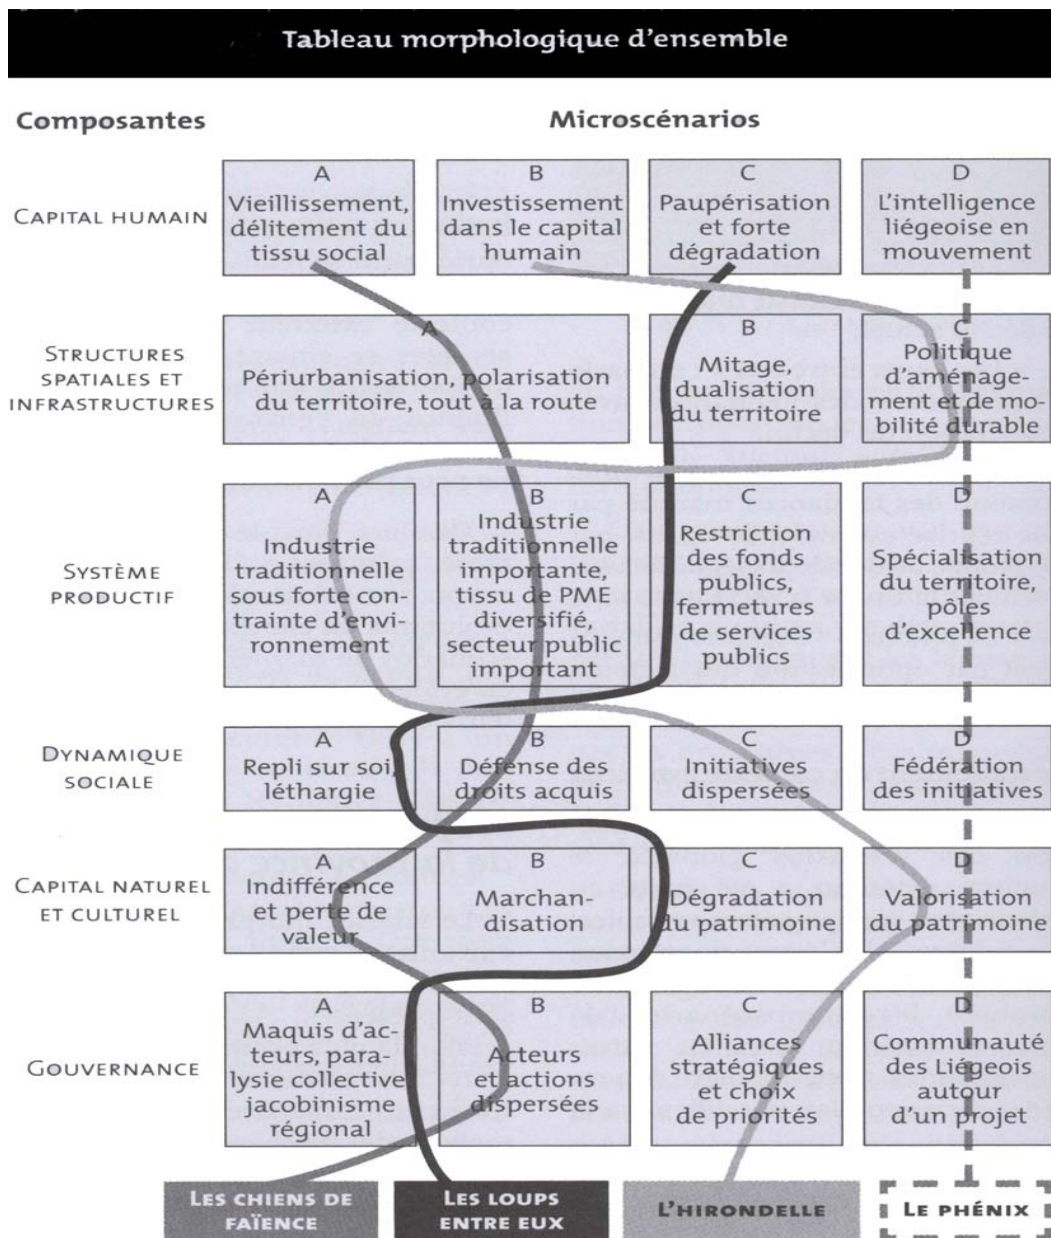 Tableau morphologique d'ensemble
Composantes
Microscénarios
CAPITAL HUMAIN
A
Vieillissement,
délitement du
tissu social
B
Investissement
dans le capital
humain
C
Paupérisation
et forte
dégradation
D
L'intelligence
liégeoise en
mouvement
STRUCTURES
SPATIALES ET
INFRASTRUCTURES
A
Périurbanisation, polarisation
du territoire, tout à la route
B
Mitage,
dualisation
du territoire
C
Politique
d'aménage-
ment et de mo-
bilité durable
SYSTÈME
PRODUCTIF
A
Industrie
traditionnelle
sous forte con-
trainte d'envi-
ronnement
B
Industrie
traditionnelle
importante,
tissu de PME
diversifié,
secteur public
important
C
Restriction
des fonds
publics,
fermetures
de services
publics
D
Spécialisation
du territoire,
pôles
d'excellence
DYNAMIQUE
SOCIALE
A
Repli sur soi,
léthargie
B
Défense des
droits acquis
C
Initiatives
dispersées
D
Fédération
des initiatives
CAPITAL NATUREL
ET CULTUREL
A
Indifférence
et perte de
valeur
B
Marchan-
disation
C
Dégradation
du patrimoine
D
Valorisation
du patrimoine
GOUVERNANCE
A
Maquis d'ac-
teurs, para-
lysie collective
jacobinisme
régional
B
Acteurs
et actions
dispersées
C
Alliances
stratégiques
et choix
de priorités
D
Communauté
des Liégeois
autour
d'un projet
LES CHIENS DE
FAÏENCE
LES LOUPS
ENTRE EUX
L'HIRONDELLE
LE PHÉNIX